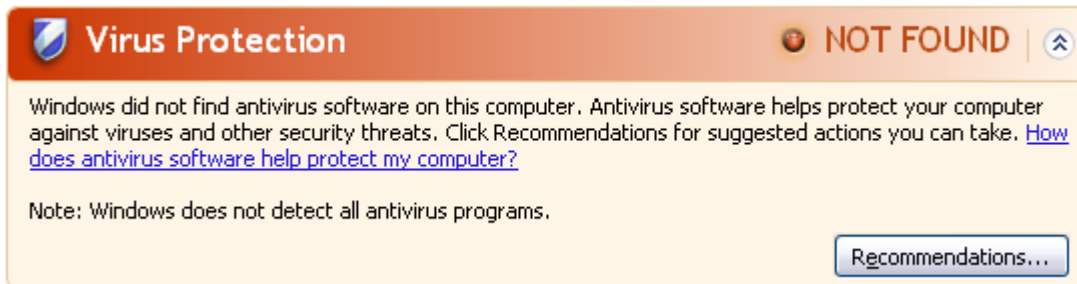 Virus Protection NOT FOUND
Windows did not find antivirus software on this computer. Antivirus software helps protect your computer
against viruses and other security threats. Click Recommendations for suggested actions you can take. How
does antivirus software help protect my computer?
Note: Windows does not detect all antivirus programs.
Recommendations...